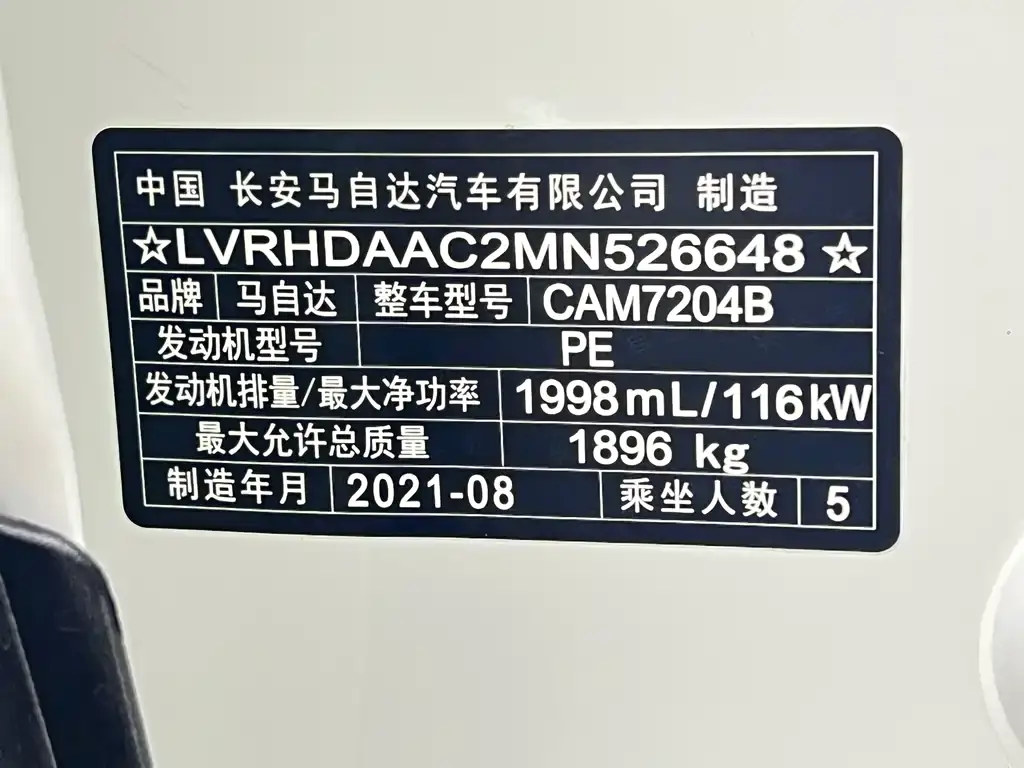 中国 长安马自达汽车有限公司 制造
☆LVRHDAAC2MN526648☆
品牌 马自达 整车型号 CAM7204B
发动机型号 PE
发动机排量/最大净功率 1998mL/116kW
最大允许总质量 1896 kg
制造年月 2021-08 乘坐人数 5